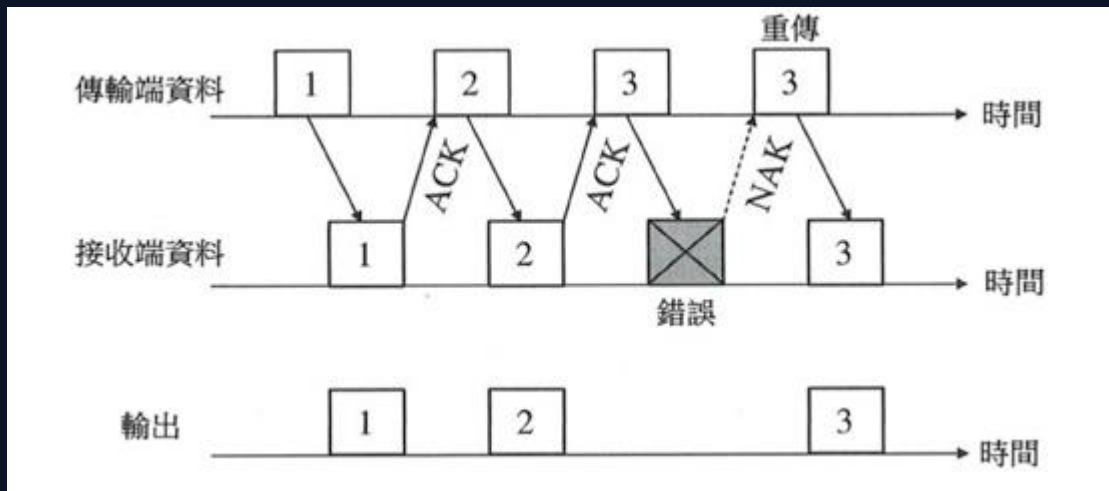 重傳
傳輸端資料 1 2 3 3 時間
ACK ACK NAK
接收端資料 1 2 3 時間
錯誤
輸出 1 2 3 時間